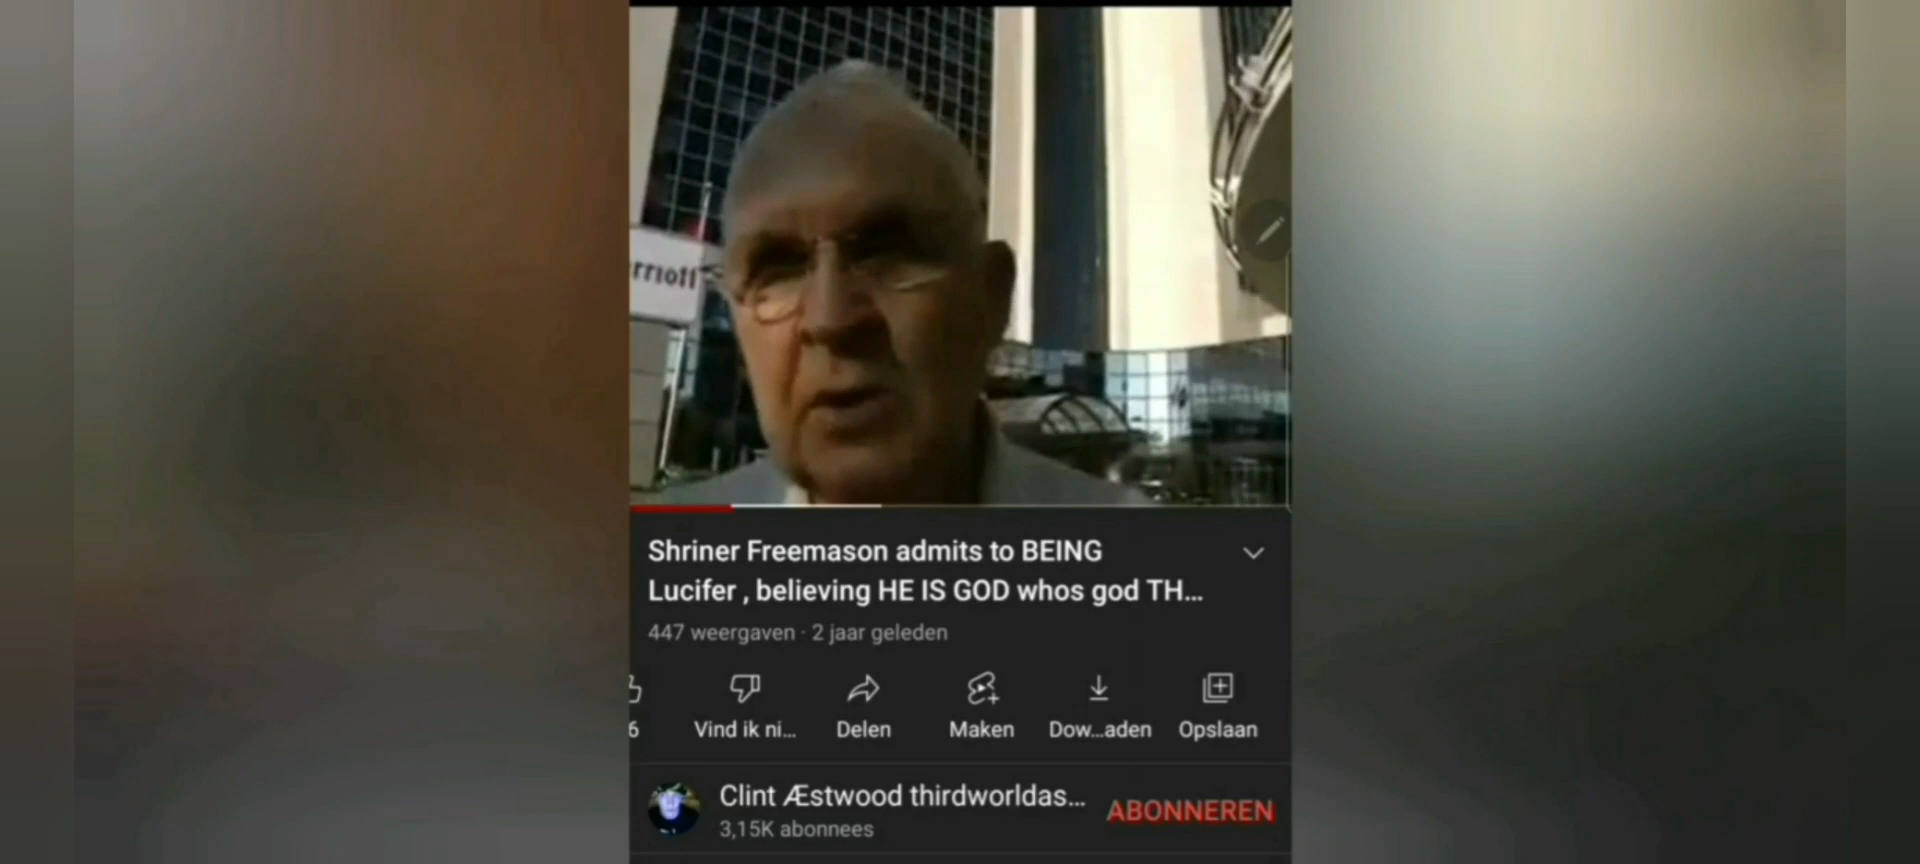 rriott
Shriner Freemason admits to BEING
Lucifer , believing HE IS GOD whos god TH...
447 weergaven · 2 jaar geleden
6 Vind ik ni... Delen Maken Dow...aden Opslaan
Clint Æstwood thirdworldas... ABONNEREN
3,15K abonnees